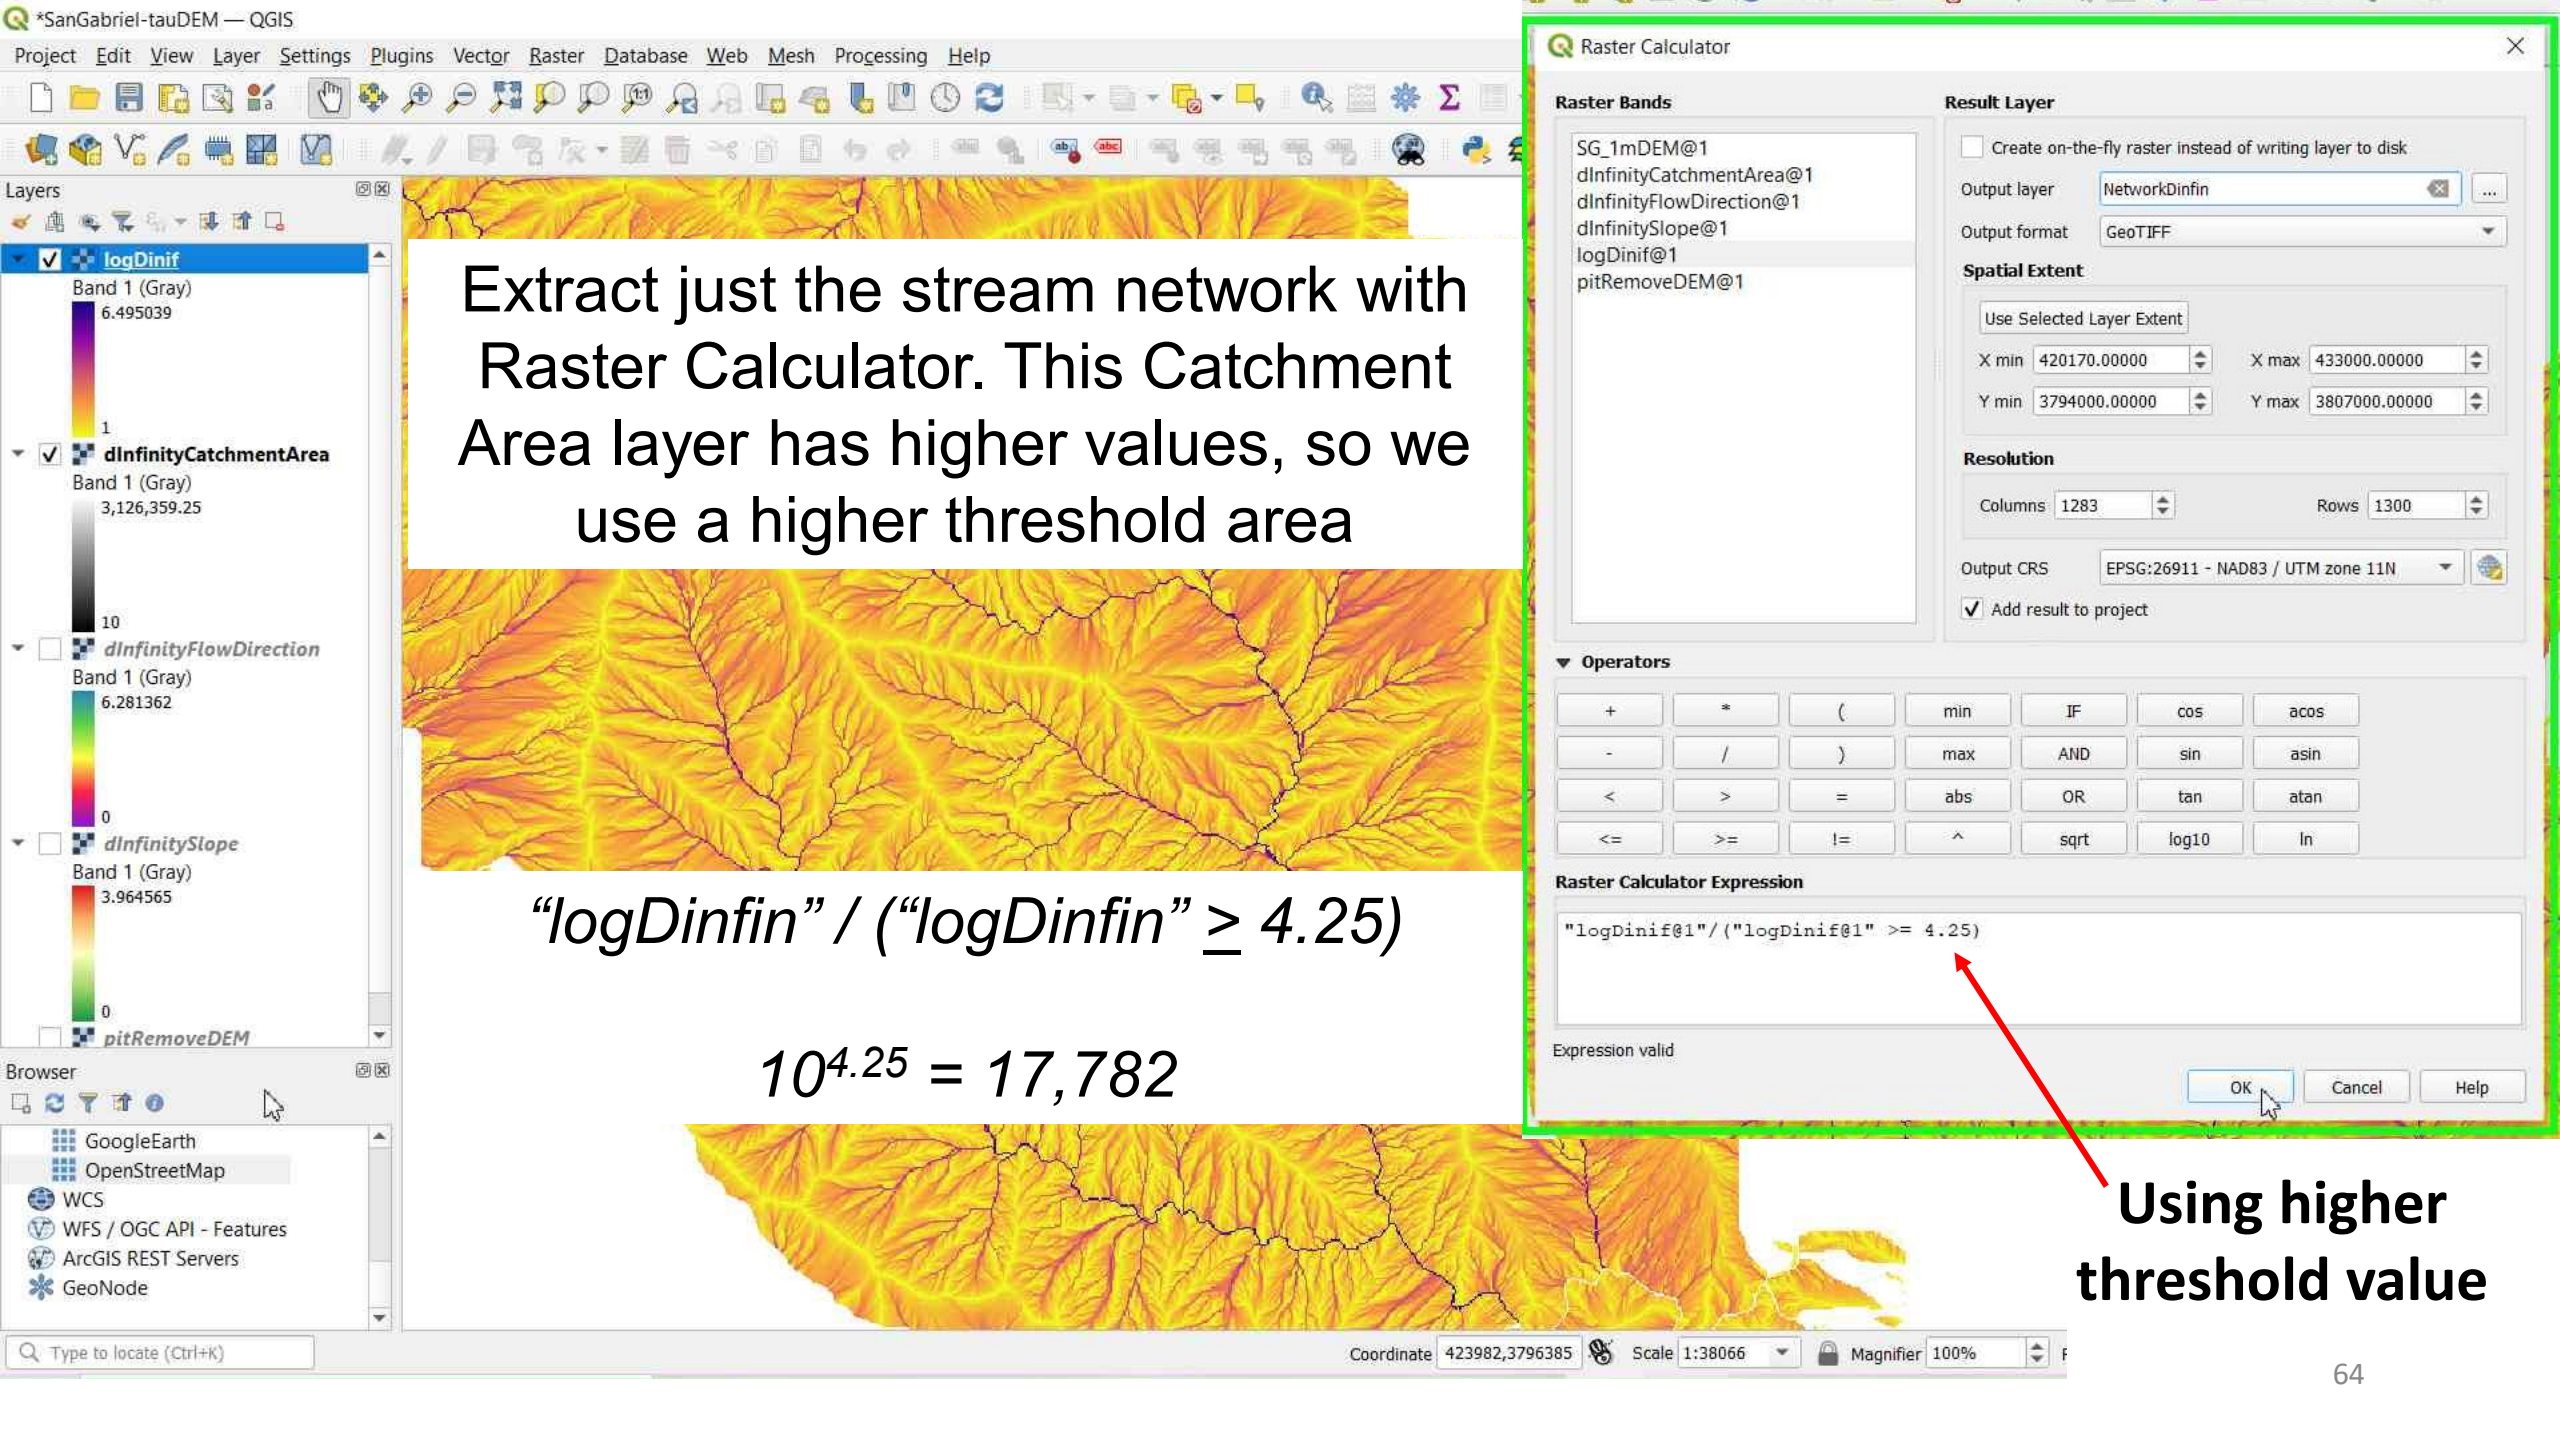 *SanGabriel-tauDEM — QGIS
Project Edit View Layer Settings Plugins Vector Raster Database Web Mesh Processing Help
Layers
logDinif
Band 1 (Gray)
6.495039
1
dInfinityCatchmentArea
Band 1 (Gray)
3,126,359.25
10
dInfinityFlowDirection
Band 1 (Gray)
6.281362
0
dInfinitySlope
Band 1 (Gray)
3.964565
0
pitRemoveDEM
Browser
GoogleEarth
OpenStreetMap
WCS
WFS / OGC API - Features
ArcGIS REST Servers
GeoNode
Type to locate (Ctrl+K)
Extract just the stream network with
Raster Calculator. This Catchment
Area layer has higher values, so we
use a higher threshold area
“logDinfin” / (“logDinfin” ≥ 4.25)
10^4.25 = 17,782
Coordinate 423982,3796385 Scale 1:38066 Magnifier 100%
Raster Calculator
Raster Bands
SG_1mDEM@1
dInfinityCatchmentArea@1
dInfinityFlowDirection@1
dInfinitySlope@1
logDinif@1
pitRemoveDEM@1
Result Layer
Create on-the-fly raster instead of writing layer to disk
Output layer NetworkDinfin ...
Output format GeoTIFF
Spatial Extent
Use Selected Layer Extent
X min 420170.00000 X max 433000.00000
Y min 3794000.00000 Y max 3807000.00000
Resolution
Columns 1283 Rows 1300
Output CRS EPSG:26911 - NAD83 / UTM zone 11N
Add result to project
Operators
+ * ( min IF cos acos
- / ) max AND sin asin
< > = abs OR tan atan
<= >= != ^ sqrt log10 ln
Raster Calculator Expression
"logDinif@1"/("logDinif@1" >= 4.25)
Expression valid
OK Cancel Help
Using higher
threshold value
64